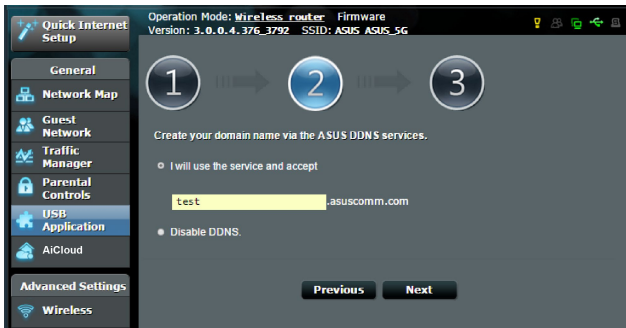 Quick Internet
Setup
Operation Mode: Wireless router Firmware
Version: 3.0.0.4.376_3792 SSID: ASUS ASUS_5G
General
Network Map
Guest
Network
Traffic
Manager
Parental
Controls
USB
Application
AiCloud
Advanced Settings
Wireless
1
2
3
Create your domain name via the ASUS DDNS services.
I will use the service and accept
test .asuscomm.com
Disable DDNS.
Previous Next